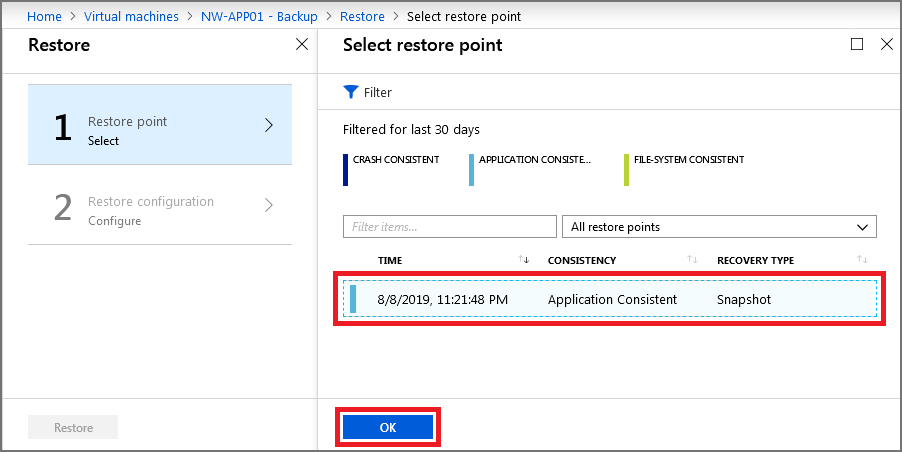 Home > Virtual machines > NW-APP01 - Backup > Restore > Select restore point
Restore
1 Restore point
Select
2 Restore configuration
Configure
Restore
Select restore point
Filter
Filtered for last 30 days
CRASH CONSISTENT APPLICATION CONSISTE... FILE-SYSTEM CONSISTENT
Filter items... All restore points
TIME CONSISTENCY RECOVERY TYPE
8/8/2019, 11:21:48 PM Application Consistent Snapshot
OK